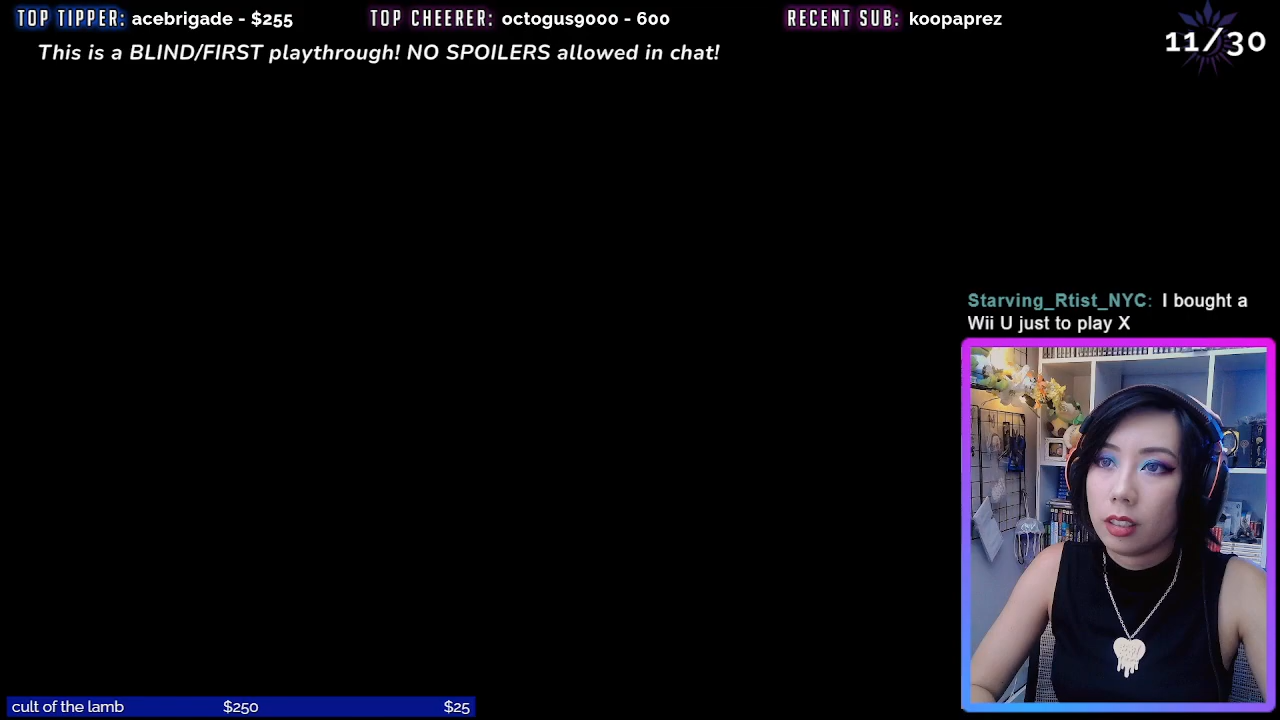 TOP TIPPER: acebrigade - $255
TOP CHEERER: octogus9000 - 600
RECENT SUB: koopaprez
11/30
This is a BLIND/FIRST playthrough! NO SPOILERS allowed in chat!
Starving_Rtist_NYC: I bought a
Wii U just to play X
cult of the lamb $250 $25